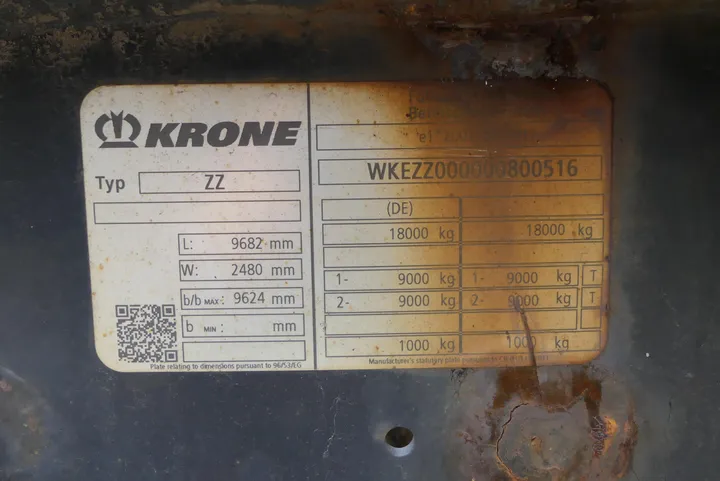 KRONE
Typ ZZ
L: 9682 mm
W: 2480 mm
b/b MAX: 9624 mm
b MIN : mm
Plate relating to dimensions pursuant to 96/53/EG
WKEZZ000000800516
(DE)
18000 kg 18000 kg
1- 9000 kg 1- 9000 kg T
2- 9000 kg 2- 9000 kg T
1000 kg 1000 kg
Manufacturer's statutory plate pursuant to